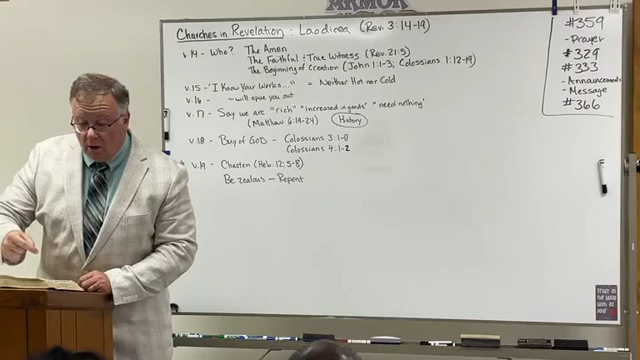 ARMOR
Churches in Revelation: Laodicea (Rev. 3:14-19)
v.14 - Who? The Amen
The Faithful & True Witness (Rev. 21:5)
The Beginning of Creation (John 1:1-3, Colossians 1:12-19)
v.15 - "I Know Your Works..." = Neither Hot nor Cold
v.16 - ~ will spue you out
v.17 - Say we are "rich" "increased in goods" "need nothing"
(Matthew 6:19-24) History
v.18 - Buy of GOD - Colossians 3:1-17
Colossians 4:1-2
* v.19 - Chasten (Heb. 12:5-8)
Be zealous - Repent
#359
- Prayer
#329
#333
- Announcements
- Message
#366